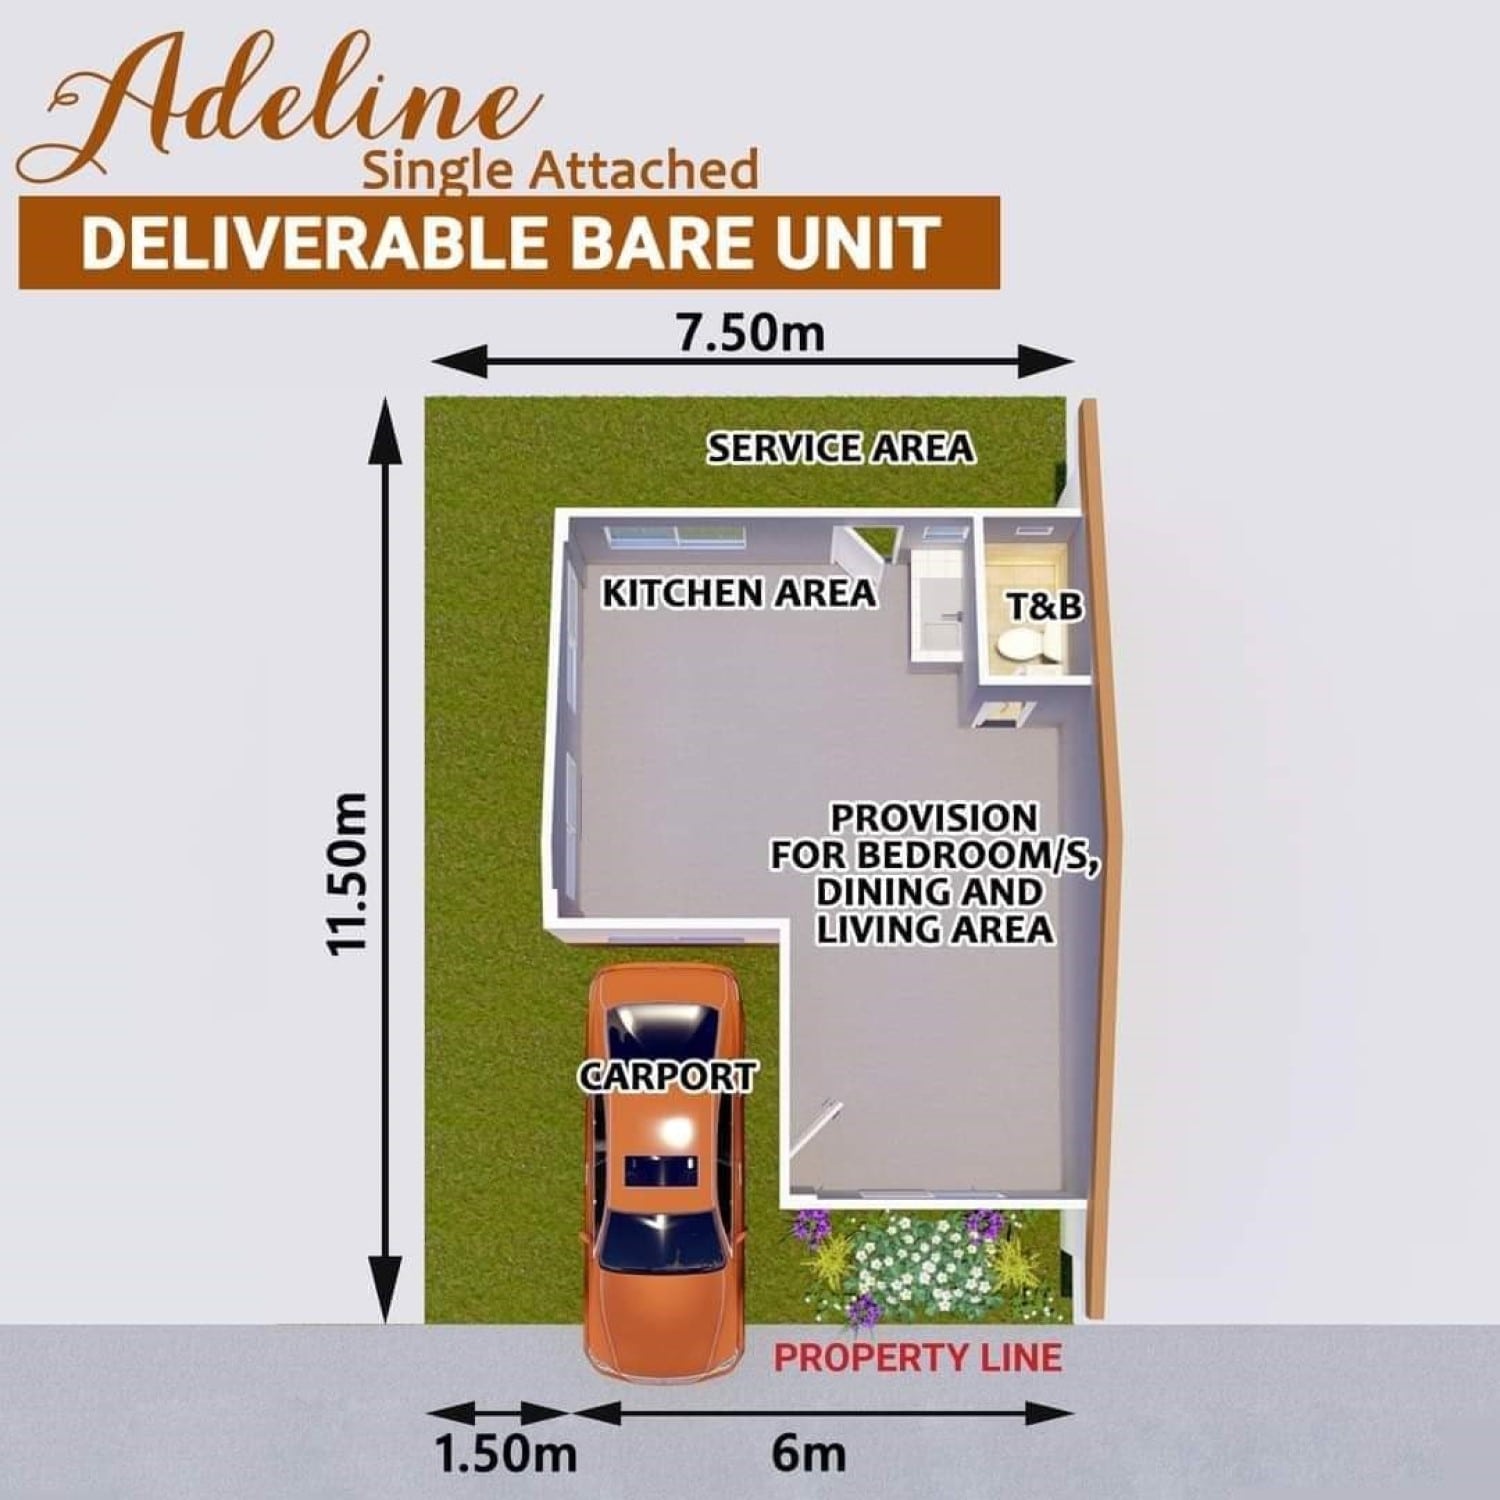 Adeline
Single Attached
DELIVERABLE BARE UNIT
7.50m
SERVICE AREA
KITCHEN AREA
T&B
11.50m
PROVISION
FOR BEDROOM/S,
DINING AND
LIVING AREA
CARPORT
PROPERTY LINE
1.50m
6m